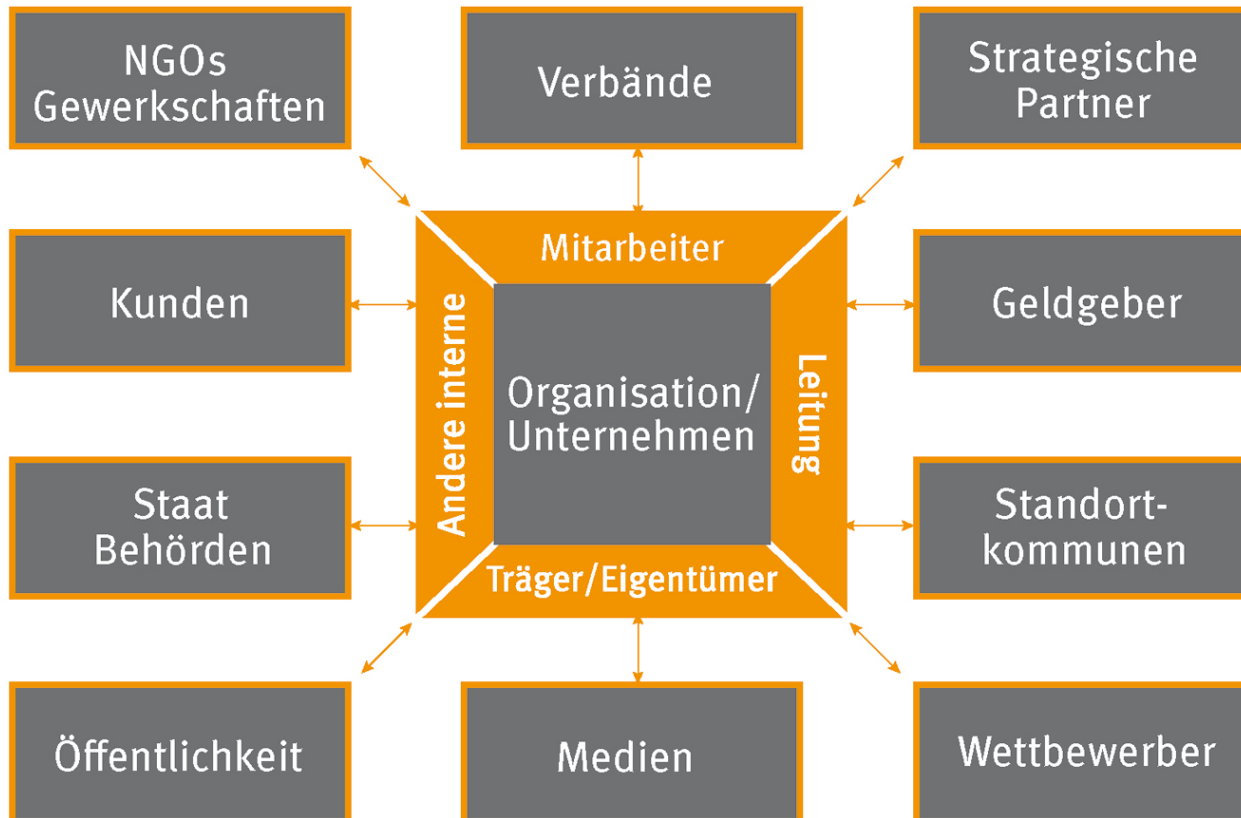 NGOs
Gewerkschaften
Verbände
Strategische
Partner
Kunden
Mitarbeiter
Geldgeber
Andere interne
Organisation/
Unternehmen
Leitung
Staat
Behörden
Standort-
kommunen
Träger/Eigentümer
Öffentlichkeit
Medien
Wettbewerber